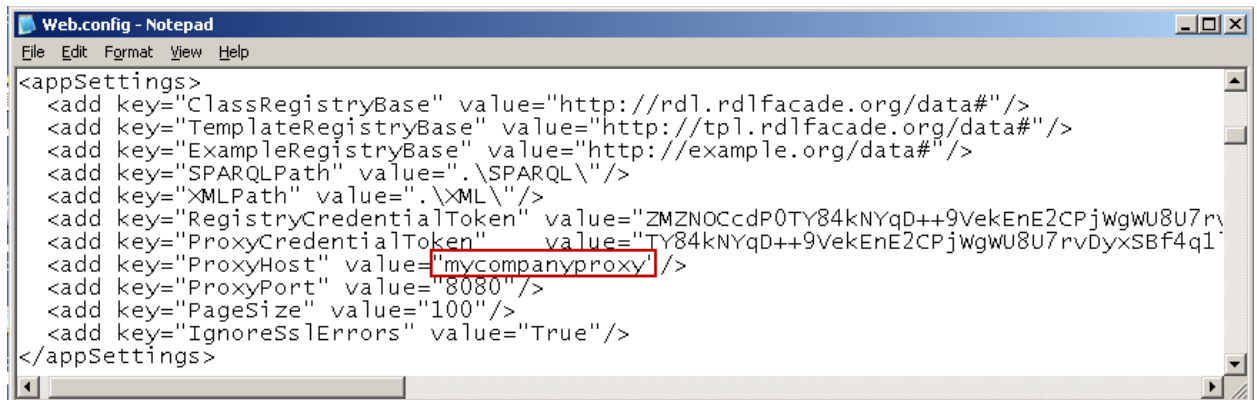 Web.config - Notepad
File Edit Format View Help
<appSettings>
<add key="ClassRegistryBase" value="http://rdl.rdlfacade.org/data#"/>
<add key="TemplateRegistryBase" value="http://tpl.rdlfacade.org/data#"/>
<add key="ExampleRegistryBase" value="http://example.org/data#"/>
<add key="SPARQLPath" value=".\SPARQL\"/>
<add key="XMLPath" value=".\XML\"/>
<add key="RegistryCredentialToken" value="ZMZNOCcdP0TY84kNYqD++9VekEnE2CPjWgWU8U7rv
<add key="ProxyCredentialToken" value="TY84kNYqD++9VekEnE2CPjWgWU8U7rvDyxSBf4q1
<add key="ProxyHost" value="mycompanyproxy"/>
<add key="ProxyPort" value="8080"/>
<add key="PageSize" value="100"/>
<add key="IgnoreSslErrors" value="True"/>
</appSettings>